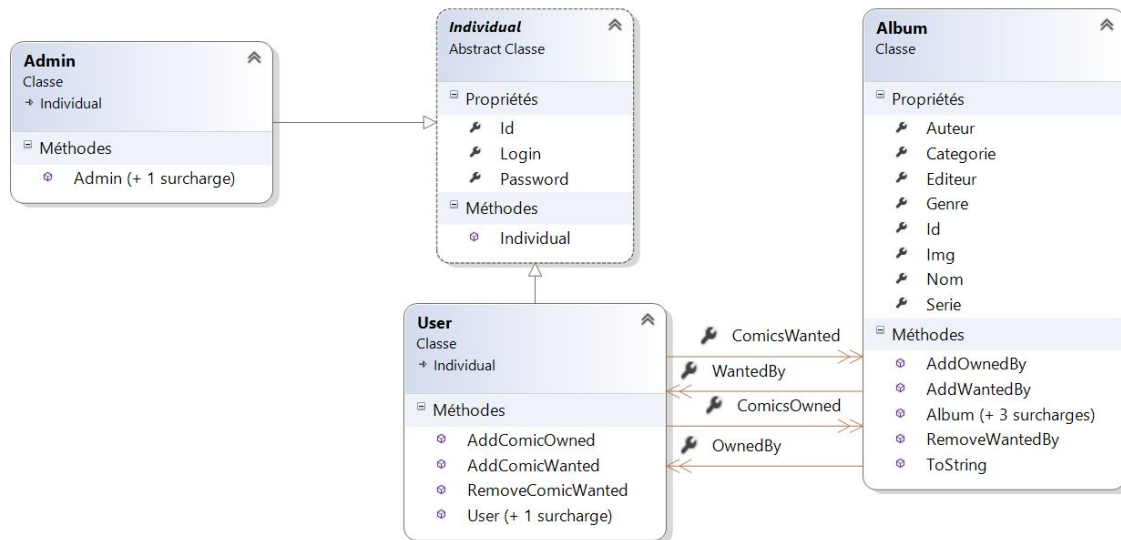 Admin
Classe
Individual
Méthodes
Admin (+ 1 surcharge)
Individual
Abstract Classe
Propriétés
Id
Login
Password
Méthodes
Individual
User
Classe
Individual
Méthodes
AddComicOwned
AddComicWanted
RemoveComicWanted
User (+ 1 surcharge)
ComicsWanted
WantedBy
ComicsOwned
OwnedBy
Album
Classe
Propriétés
Auteur
Categorie
Editeur
Genre
Id
Img
Nom
Serie
Méthodes
AddOwnedBy
AddWantedBy
Album (+ 3 surcharges)
RemoveWantedBy
ToString